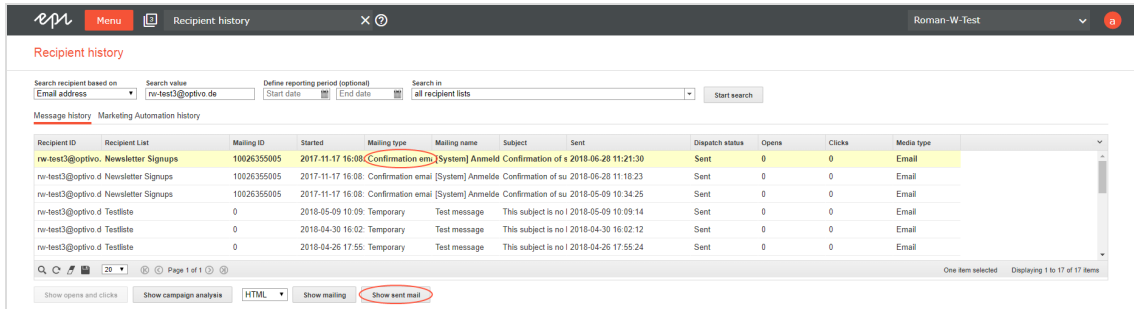 epi Menu 3 Recipient history Roman-W-Test a
Recipient history
Search recipient based on Search value Define reporting period (optional) Search in
Email address rw-test3@optivo.de Start date End date all recipient lists Start search
Message history Marketing Automation history
Recipient ID Recipient List Mailing ID Started Mailing type Mailing name Subject Sent Dispatch status Opens Clicks Media type
rw-test3@optivo. Newsletter Signups 10026355005 2017-11-17 16:08: Confirmation ema [System] Anmeld Confirmation of s 2018-06-28 11:21:30 Sent 0 0 Email
rw-test3@optivo.d Newsletter Signups 10026355005 2017-11-17 16:08: Confirmation emai [System] Anmelde Confirmation of su 2018-06-28 11:18:23 Sent 0 0 Email
rw-test3@optivo.d Newsletter Signups 10026355005 2017-11-17 16:08: Confirmation emai [System] Anmelde Confirmation of su 2018-05-09 10:34:25 Sent 0 0 Email
rw-test3@optivo.d Testliste 0 2018-05-09 10:09: Temporary Test message This subject is no l 2018-05-09 10:09:14 Sent 0 0 Email
rw-test3@optivo.d Testliste 0 2018-04-30 16:02: Temporary Test message This subject is no l 2018-04-30 16:02:12 Sent 0 0 Email
rw-test3@optivo.d Testliste 0 2018-04-26 17:55: Temporary Test message This subject is no l 2018-04-26 17:55:24 Sent 0 0 Email
20 Page 1 of 1 One item selected Displaying 1 to 17 of 17 items
Show opens and clicks Show campaign analysis HTML Show mailing Show sent mail